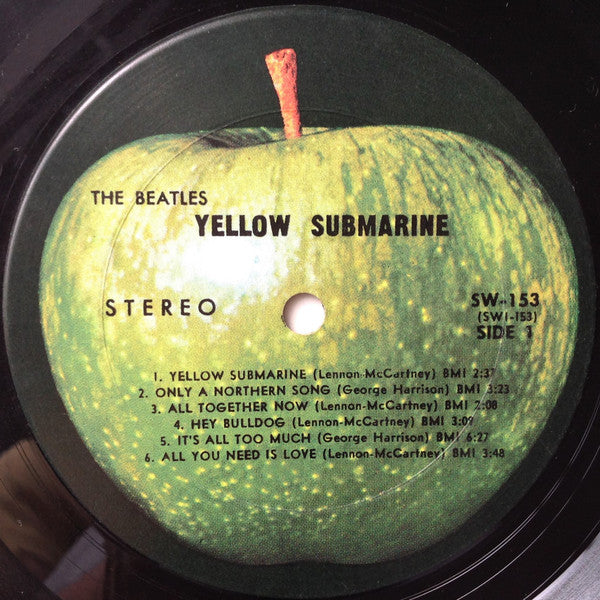 THE BEATLES
YELLOW SUBMARINE
STEREO
SW-153
(SW1-153)
SIDE 1
1. YELLOW SUBMARINE (Lennon-McCartney) BMI 2:37
2. ONLY A NORTHERN SONG (George Harrison) BMI 3:23
3. ALL TOGETHER NOW (Lennon-McCartney) BMI 2:08
4. HEY BULLDOG (Lennon-McCartney) BMI 3:09
5. IT'S ALL TOO MUCH (George Harrison) BMI 6:27
6. ALL YOU NEED IS LOVE (Lennon-McCartney) BMI 3:48